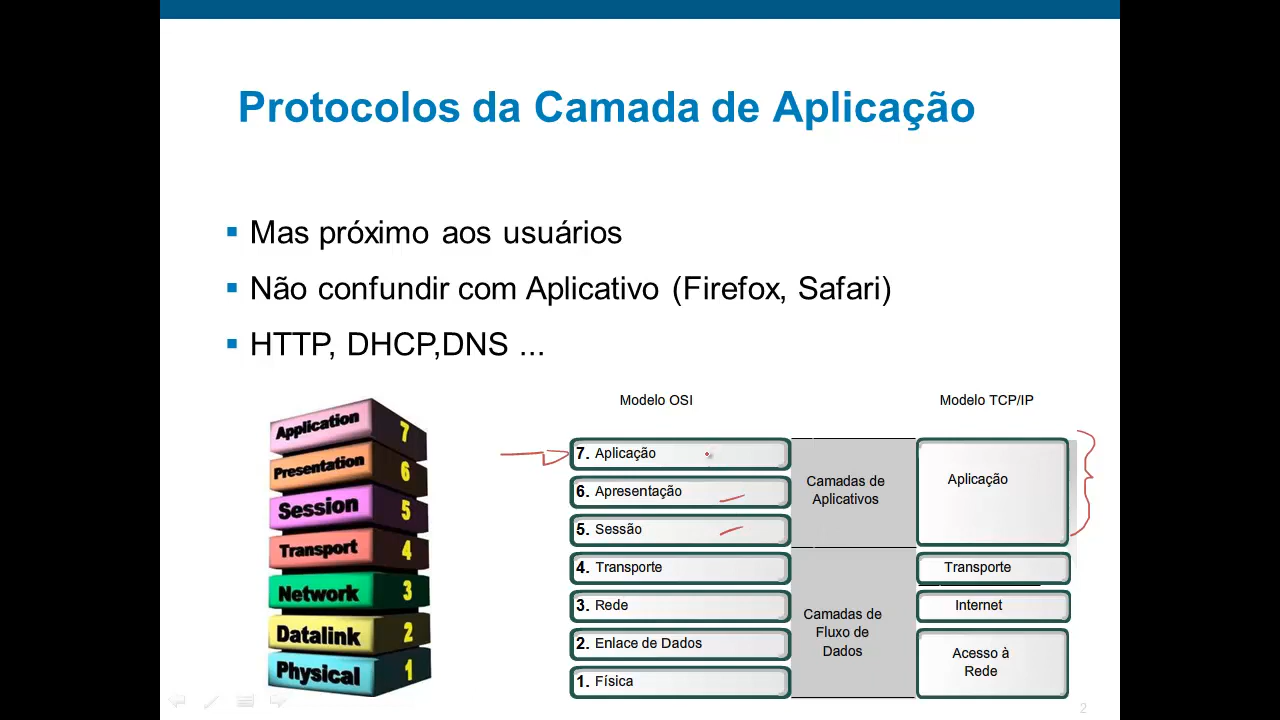 Protocolos da Camada de Aplicação
Mas próximo aos usuários
Não confundir com Aplicativo (Firefox, Safari)
HTTP, DHCP,DNS ...
Application 7
Presentation 6
Session 5
Transport 4
Network 3
Datalink 2
Physical 1
Modelo OSI
7. Aplicação
6. Apresentação
5. Sessão
4. Transporte
3. Rede
2. Enlace de Dados
1. Física
Camadas de
Aplicativos
Camadas de
Fluxo de
Dados
Modelo TCP/IP
Aplicação
Transporte
Internet
Acesso à
Rede
2